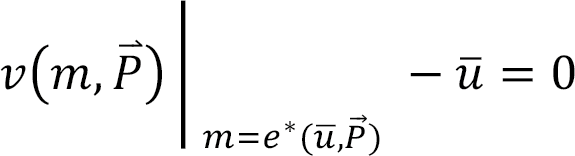 v(m, P⃗) |_{m=e*(u̅, P⃗)} − u̅ = 0